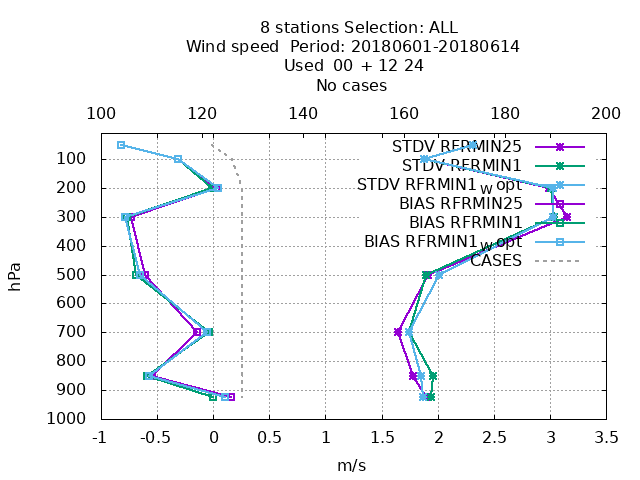 8 stations Selection: ALL
Wind speed  Period: 20180601-20180614
Used  00 + 12 24
No cases
100 120 140 160 180 200
STDV RFRMIN25
STDV RFRMIN1
STDV RFRMIN1_w opt
BIAS RFRMIN25
BIAS RFRMIN1
BIAS RFRMIN1_w opt
CASES
hPa
100
200
300
400
500
600
700
800
900
1000
-1 -0.5 0 0.5 1 1.5 2 2.5 3 3.5
m/s